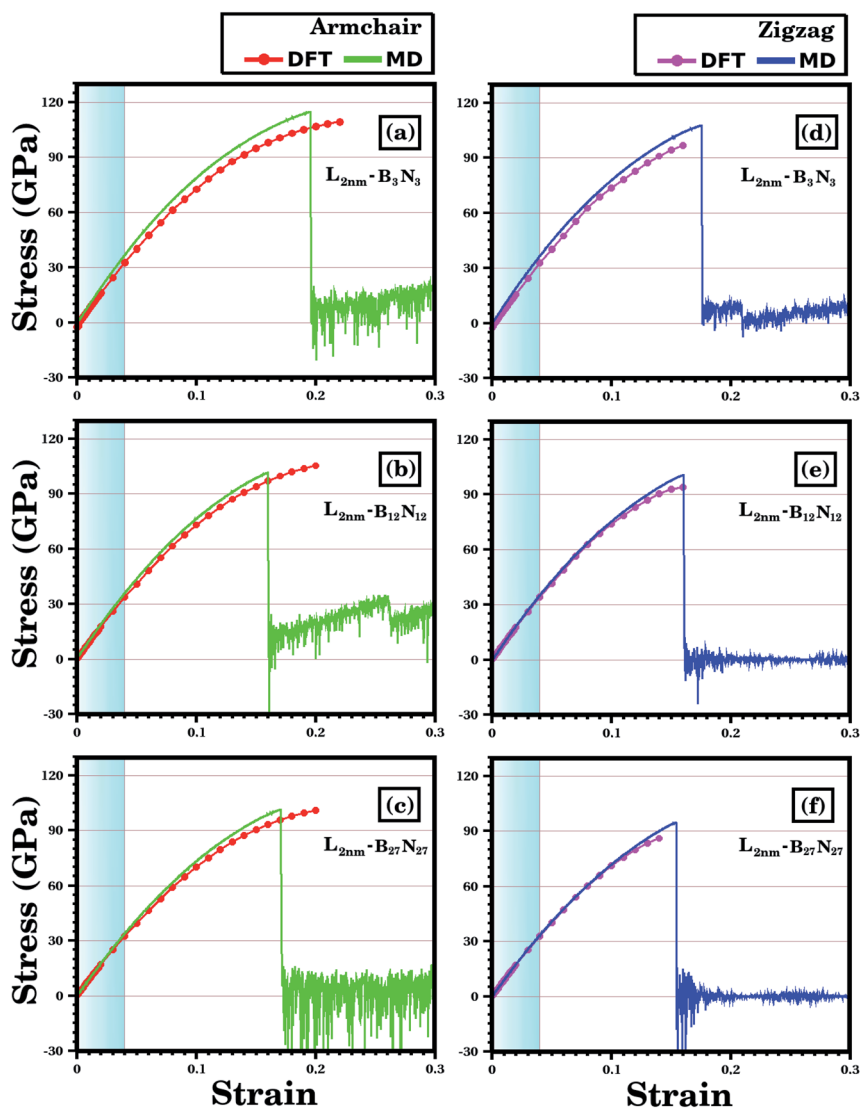 Armchair
DFT MD
Zigzag
DFT MD
Stress (GPa)
120
90
60
30
0
-30
(a)
L2nm-B3N3
0 0.1 0.2 0.3
120
90
60
30
0
-30
(d)
L2nm-B3N3
0 0.1 0.2 0.3
Stress (GPa)
120
90
60
30
0
-30
(b)
L2nm-B12N12
0 0.1 0.2 0.3
120
90
60
30
0
-30
(e)
L2nm-B12N12
0 0.1 0.2 0.3
Stress (GPa)
120
90
60
30
0
-30
(c)
L2nm-B27N27
0 0.1 0.2 0.3
Strain
120
90
60
30
0
-30
(f)
L2nm-B27N27
0 0.1 0.2 0.3
Strain